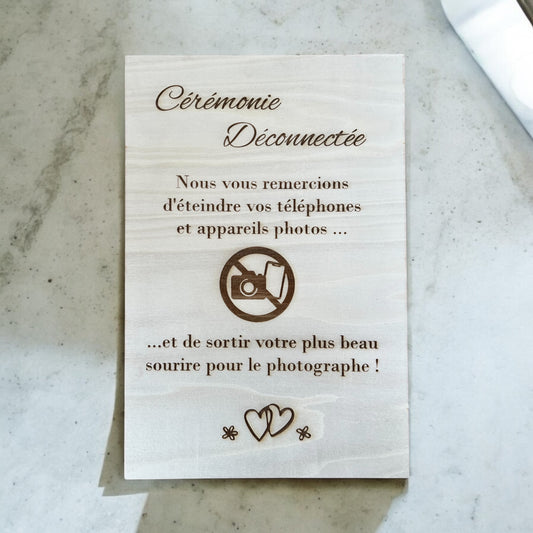 Cérémonie
Déconnectée
Nous vous remercions
d'éteindre vos téléphones
et appareils photos ...
...et de sortir votre plus beau
sourire pour le photographe !